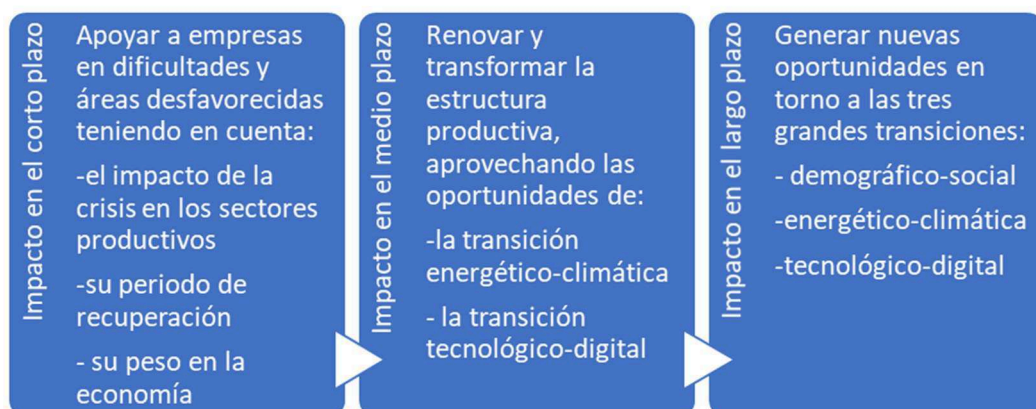 Impacto en el corto plazo
Apoyar a empresas
en dificultades y
áreas desfavorecidas
teniendo en cuenta:
-el impacto de la
crisis en los sectores
productivos
-su periodo de
recuperación
- su peso en la
economía
Impacto en el medio plazo
Renovar y
transformar la
estructura
productiva,
aprovechando las
oportunidades de:
-la transición
energético-climática
- la transición
tecnológico-digital
Impacto en el largo plazo
Generar nuevas
oportunidades en
torno a las tres
grandes transiciones:
- demográfico-social
-energético-climática
-tecnológico-digital